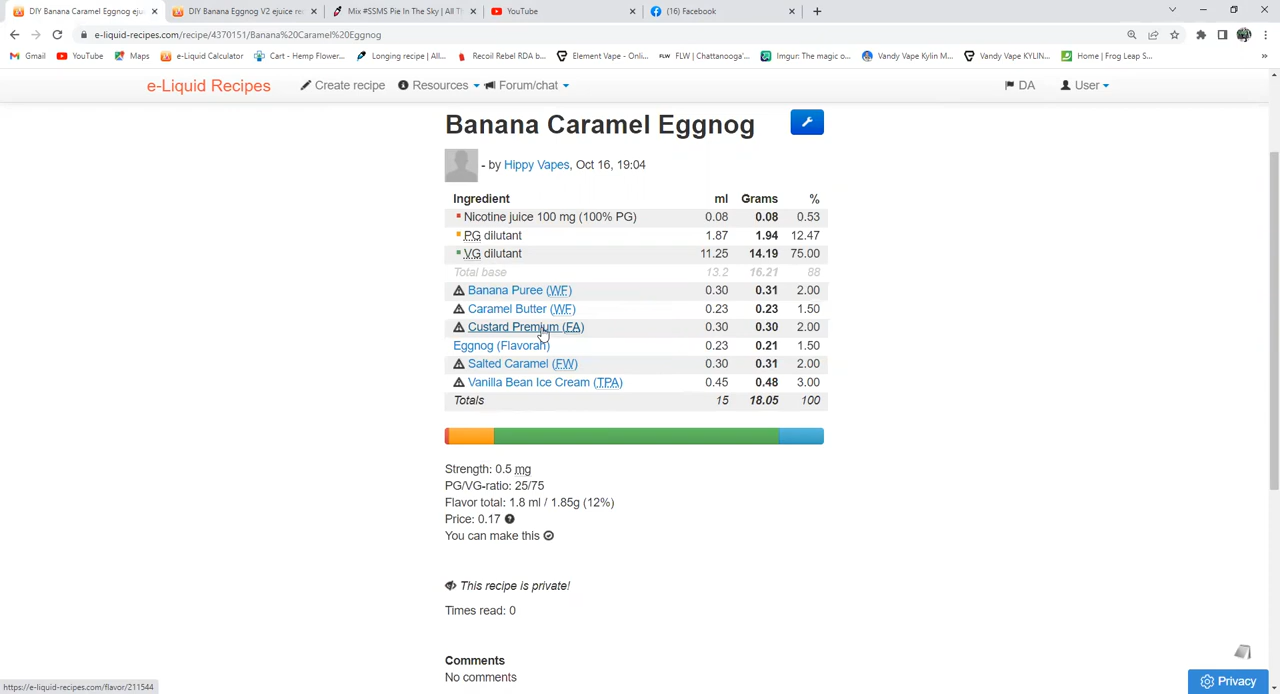 DIY Banana Caramel Eggnog eju
DIY Banana Eggnog V2 ejuice re
Mix #SSMS Pie In The Sky | All T
YouTube
(16) Facebook
e-liquid-recipes.com/recipe/4370151/Banana%20Caramel%20Eggnog
Gmail YouTube Maps e-Liquid Calculator Cart - Hemp Flower... Longing recipe | All... Recoil Rebel RDA b... Element Vape - Onli... FLW | Chattanooga'... Imgur: The magic o... Vandy Vape Kylin M... Vandy Vape KYLIN... Home | Frog Leap S...
e-Liquid Recipes Create recipe Resources Forum/chat DA User
Banana Caramel Eggnog
- by Hippy Vapes, Oct 16, 19:04
Ingredient ml Grams %
Nicotine juice 100 mg (100% PG) 0.08 0.08 0.53
PG dilutant 1.87 1.94 12.47
VG dilutant 11.25 14.19 75.00
Total base 13.2 16.21 88
Banana Puree (WF) 0.30 0.31 2.00
Caramel Butter (WF) 0.23 0.23 1.50
Custard Premium (FA) 0.30 0.30 2.00
Eggnog (Flavorah) 0.23 0.21 1.50
Salted Caramel (FW) 0.30 0.31 2.00
Vanilla Bean Ice Cream (TPA) 0.45 0.48 3.00
Totals 15 18.05 100
Strength: 0.5 mg
PG/VG-ratio: 25/75
Flavor total: 1.8 ml / 1.85g (12%)
Price: 0.17
You can make this
This recipe is private!
Times read: 0
Comments
No comments
Privacy
https://e-liquid-recipes.com/flavor/211544